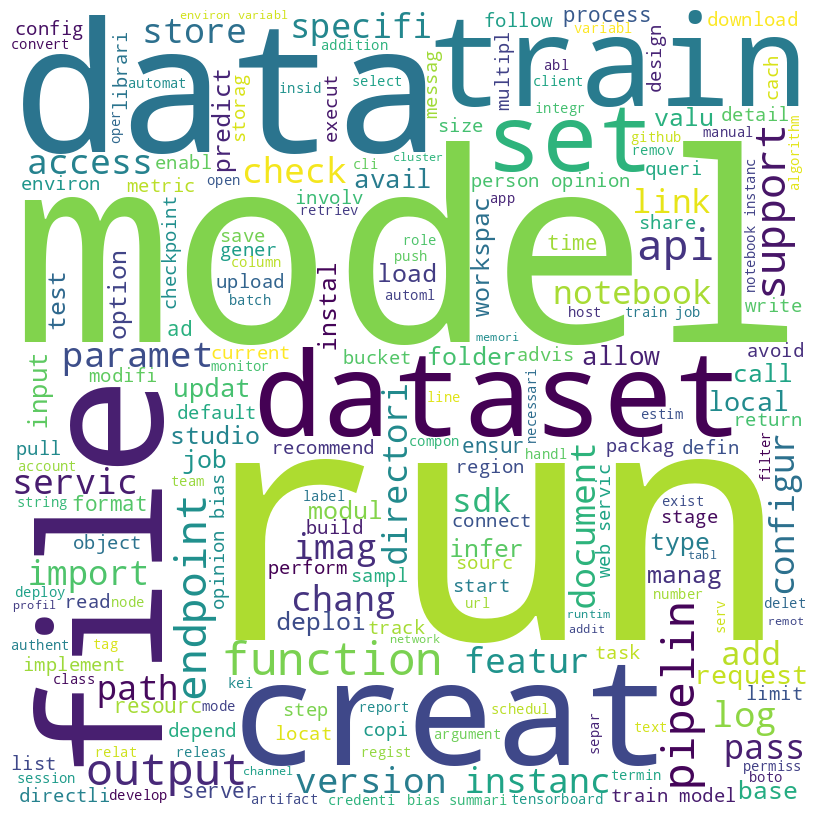 config
convert
store
specifi
follow
process
download
environ variabl
librari
addition
variabl
data
train
oper
automat
predict
storag
insid
execut
select
messag
client
abl
multipl
design
cach
integr
size
set
valu
detail
access
enabl
check
cli
cluster
github
manual
algorithm
environ
metric
open
avail
person opinion
remov
queri
support
involv
retriev
app
link
share
notebook instanc
model
checkpoint
save
gener
column
upload
batch
role
push
load
automl
workspac
time
api
notebook
host
train job
write
test
option
ad
instal
memori
paramet
current
monitor
bucket
folder
advis
allow
avoid
input
modifi
updat
default
dataset
line
call
local
return
file
pull
studio
job
recommend
directori
compon
ensur
region
necessari
handl
estim
packag
defin
filter
account
servic
string
format
team
opinion bias
label
modul
build
run
sdk
connect
document
web servic
exist
stage
tabl
configur
object
endpoint
imag
perform
sampl
infer
sourc
start
url
type
manag
number
serv
import
deploy
profil
read
node
chang
deploi
track
network
runtim
addit
delet
remot
authent
tag
implement
class
path
function
featur
task
pipelin
add
request
limit
resourc
mode
kei
creat
step
locat
report
copi
regist
schedul
argument
separ
text
log
pass
list
relat
depend
releas
output
session
directli
develop
server
channel
artifact
version
credenti
bias summari
instanc
tensorboard
termin
train model
permiss
boto
base